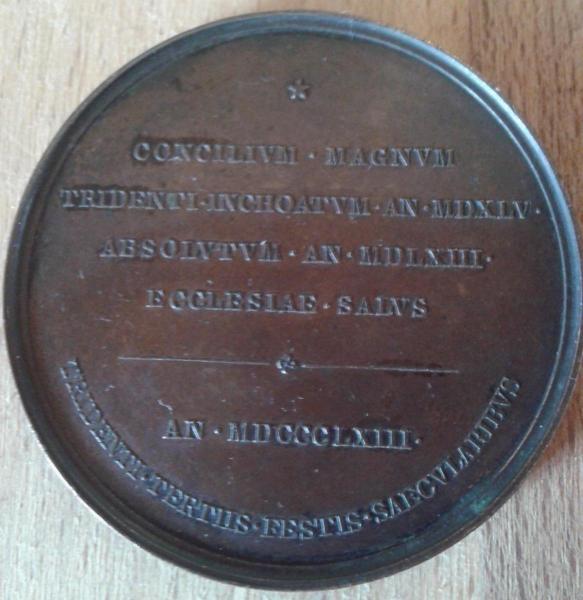 CONCILIVM · MAGNVM
TRIDENTI · INCHOATVM · AN · MDXLV ·
ABSOLVTVM · AN · MDLXIII ·
ECCLESIAE · SALVS
AN · MDCCCLXIII ·
TRIDENTI · TERTIIS · FESTIS · SAECVLARIBVS